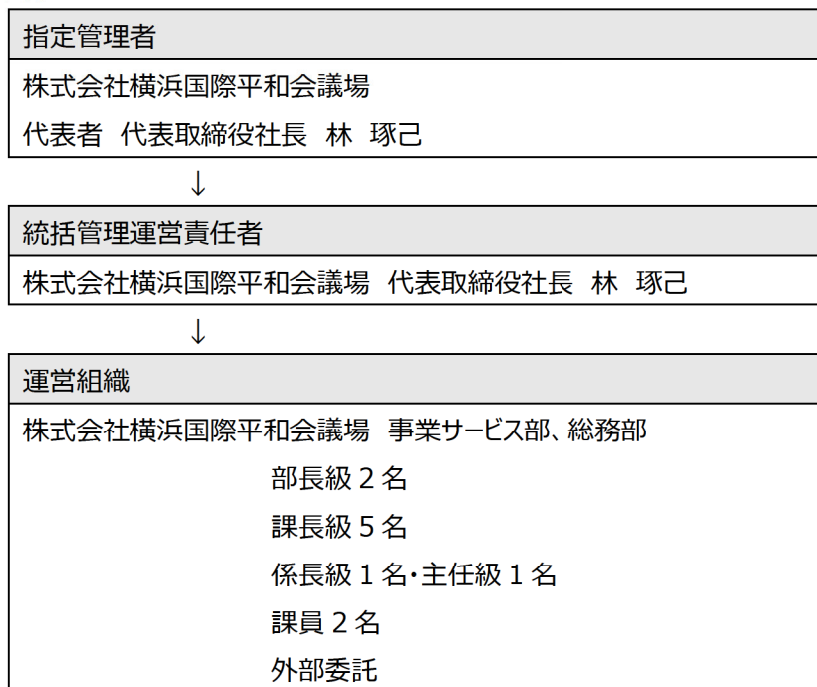 指定管理者
株式会社横浜国際平和会議場
代表者 代表取締役社長 林 琢己
↓
統括管理運営責任者
株式会社横浜国際平和会議場 代表取締役社長 林 琢己
↓
運営組織
株式会社横浜国際平和会議場 事業サービス部、総務部
部長級 2 名
課長級 5 名
係長級 1 名・主任級 1 名
課員 2 名
外部委託